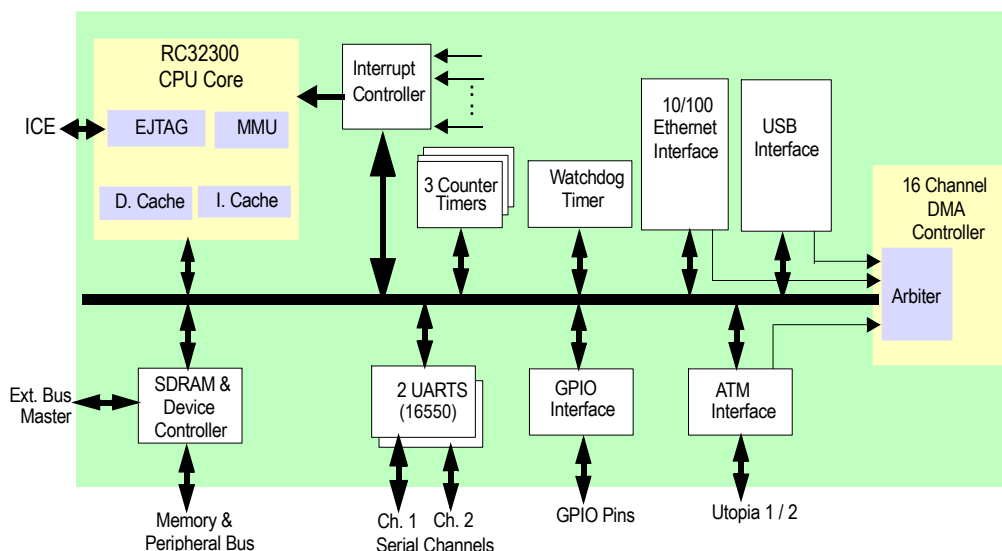 RC32300
CPU Core
EJTAG
MMU
D. Cache
I. Cache
ICE
Interrupt
Controller
3 Counter
Timers
Watchdog
Timer
10/100
Ethernet
Interface
USB
Interface
16 Channel
DMA
Controller
Arbiter
Ext. Bus
Master
SDRAM &
Device
Controller
2 UARTS
(16550)
GPIO
Interface
ATM
Interface
Memory &
Peripheral Bus
Ch. 1
Ch. 2
Serial Channels
GPIO Pins
Utopia 1 / 2